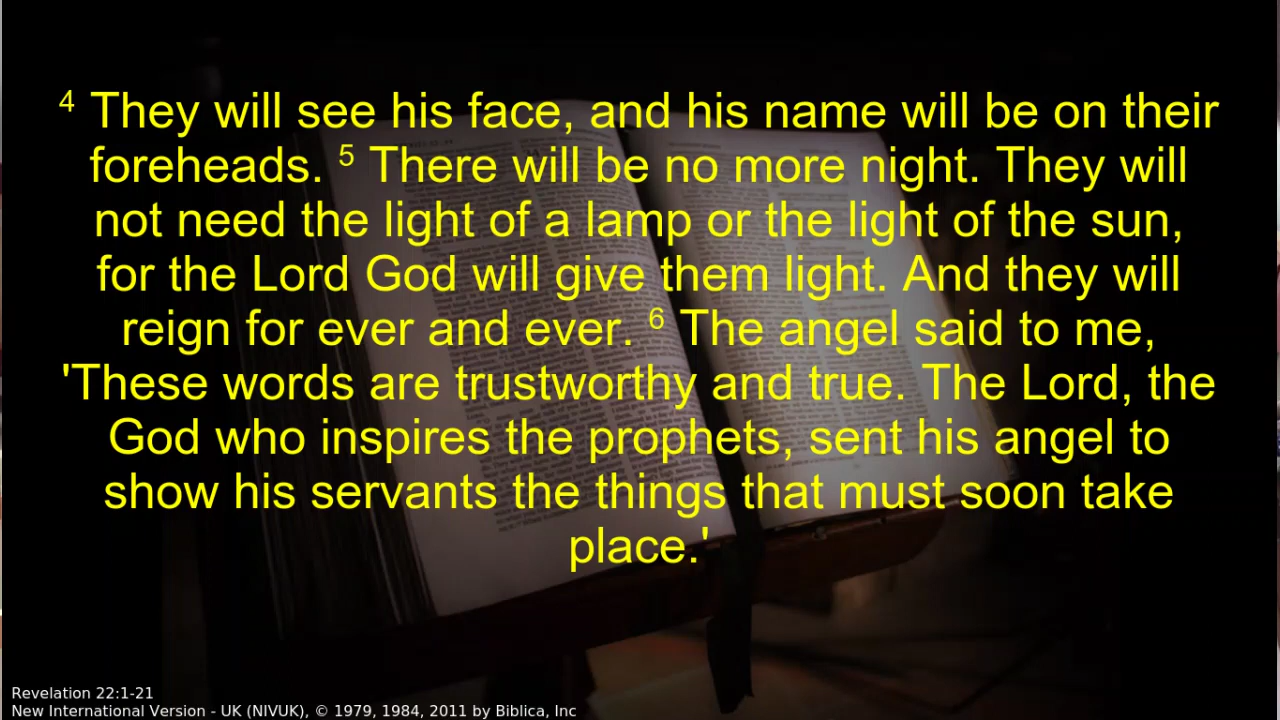 4 They will see his face, and his name will be on their
foreheads. 5 There will be no more night. They will
not need the light of a lamp or the light of the sun,
for the Lord God will give them light. And they will
reign for ever and ever. 6 The angel said to me,
'These words are trustworthy and true. The Lord, the
God who inspires the prophets, sent his angel to
show his servants the things that must soon take
place.'
Revelation 22:1-21
New International Version - UK (NIVUK), © 1979, 1984, 2011 by Biblica, Inc